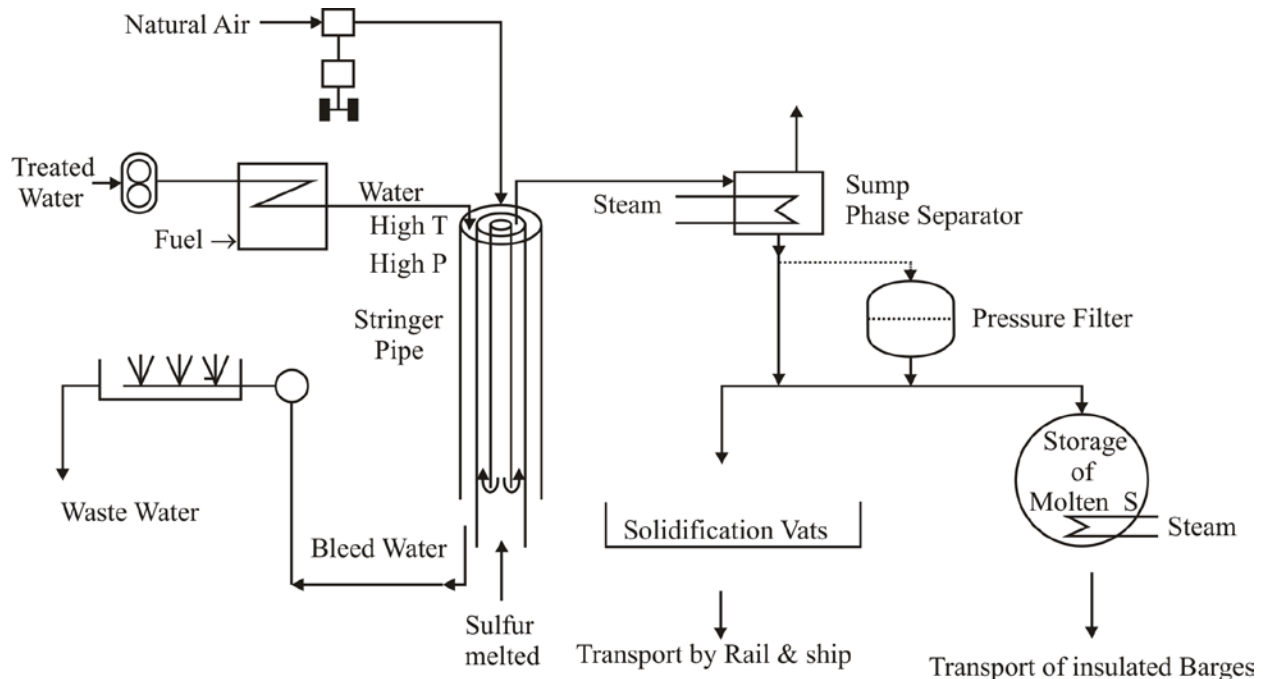 Natural Air
Treated
Water
Fuel →
Water
High T
High P
Stringer
Pipe
Steam
Sump
Phase Separator
Pressure Filter
Storage
of
Molten S
Steam
Waste Water
Bleed Water
Solidification Vats
Sulfur
melted
Transport by Rail & ship
Transport of insulated Barges